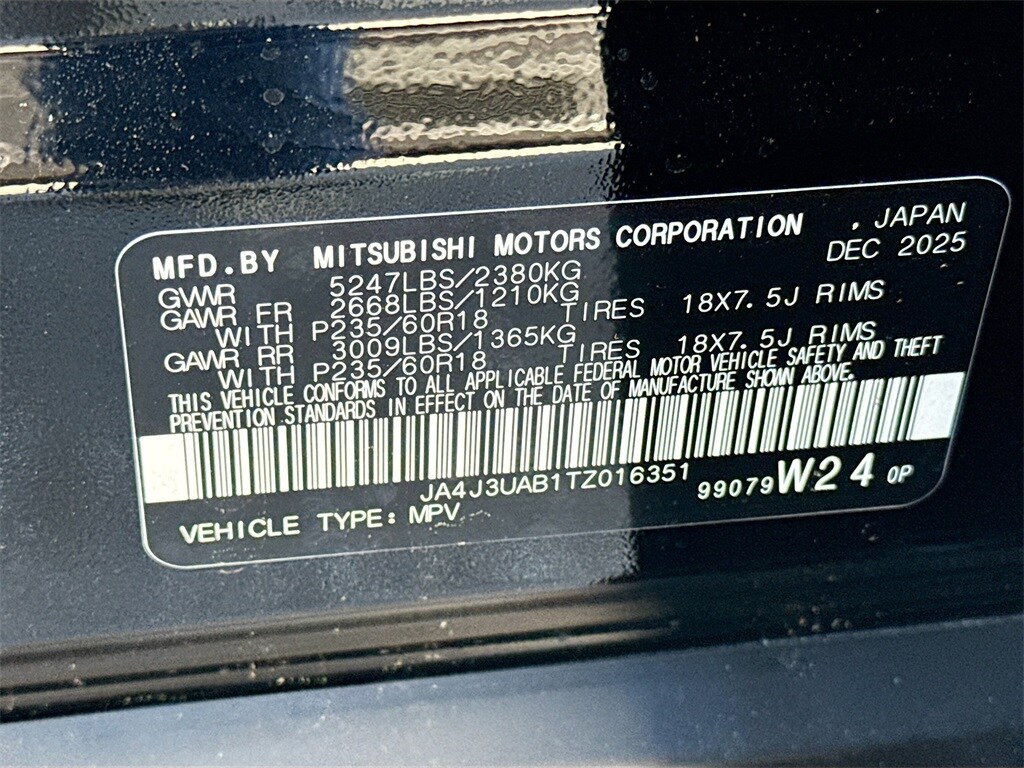 MFD.BY MITSUBISHI MOTORS CORPORATION , JAPAN
DEC 2025
GVWR 5247LBS/2380KG
GAWR FR 2668LBS/1210KG
WITH P235/60R18 TIRES 18X7.5J RIMS
GAWR RR 3009LBS/1365KG
WITH P235/60R18 TIRES 18X7.5J RIMS
THIS VEHICLE CONFORMS TO ALL APPLICABLE FEDERAL MOTOR VEHICLE SAFETY AND THEFT
PREVENTION STANDARDS IN EFFECT ON THE DATE OF MANUFACTURE SHOWN ABOVE.
JA4J3UAB1TZ016351 99079 W24 0P
VEHICLE TYPE: MPV